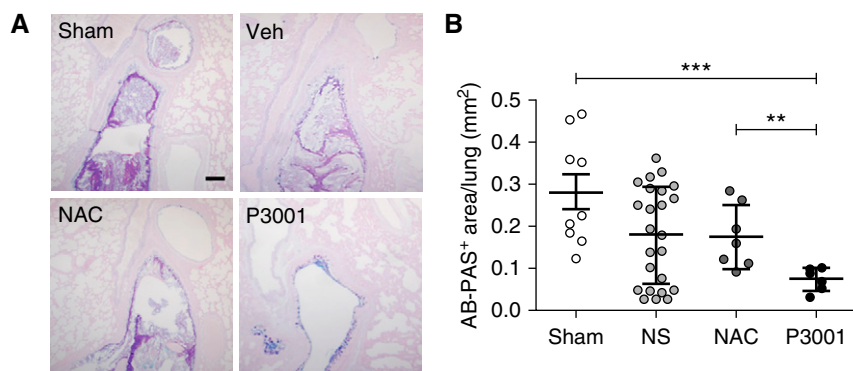 A
Sham
Veh
NAC
P3001
B
***
**
AB-PAS+ area/lung (mm2)
0.5
0.4
0.3
0.2
0.1
0.0
Sham
NS
NAC
P3001